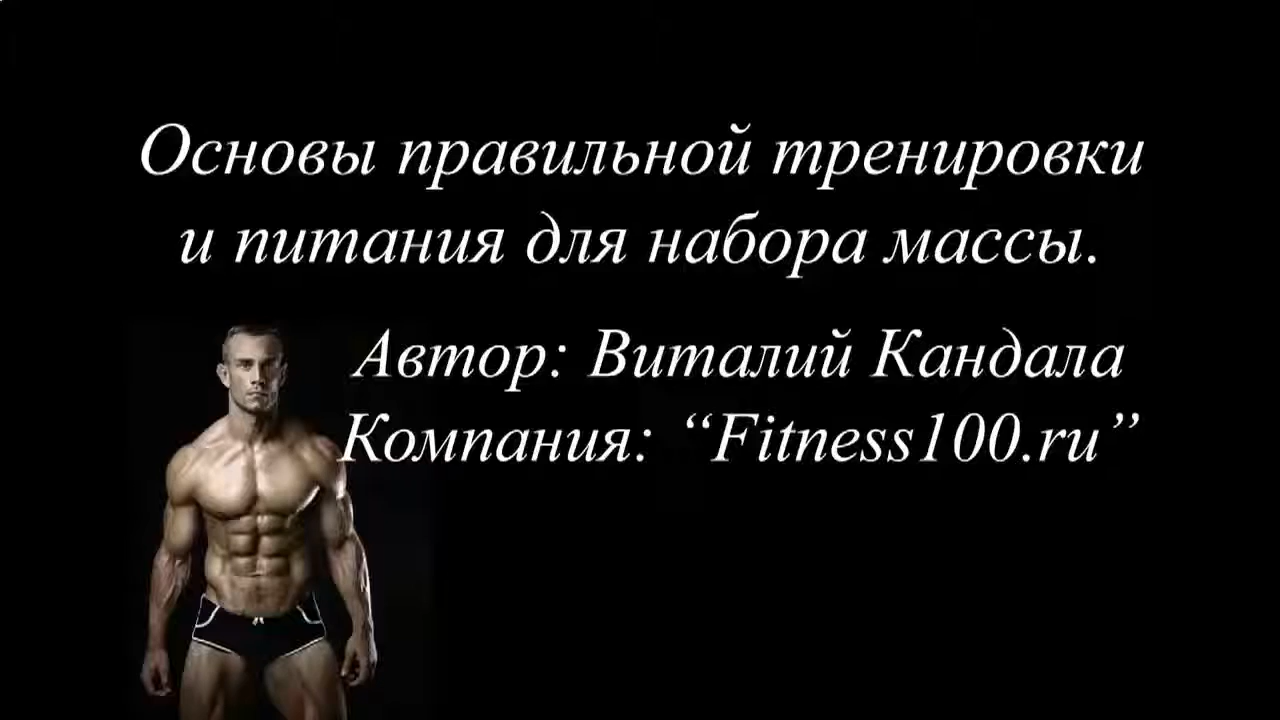 Основы правильной тренировки
и питания для набора массы.
Автор: Виталий Кандала
Компания: “Fitness100.ru”